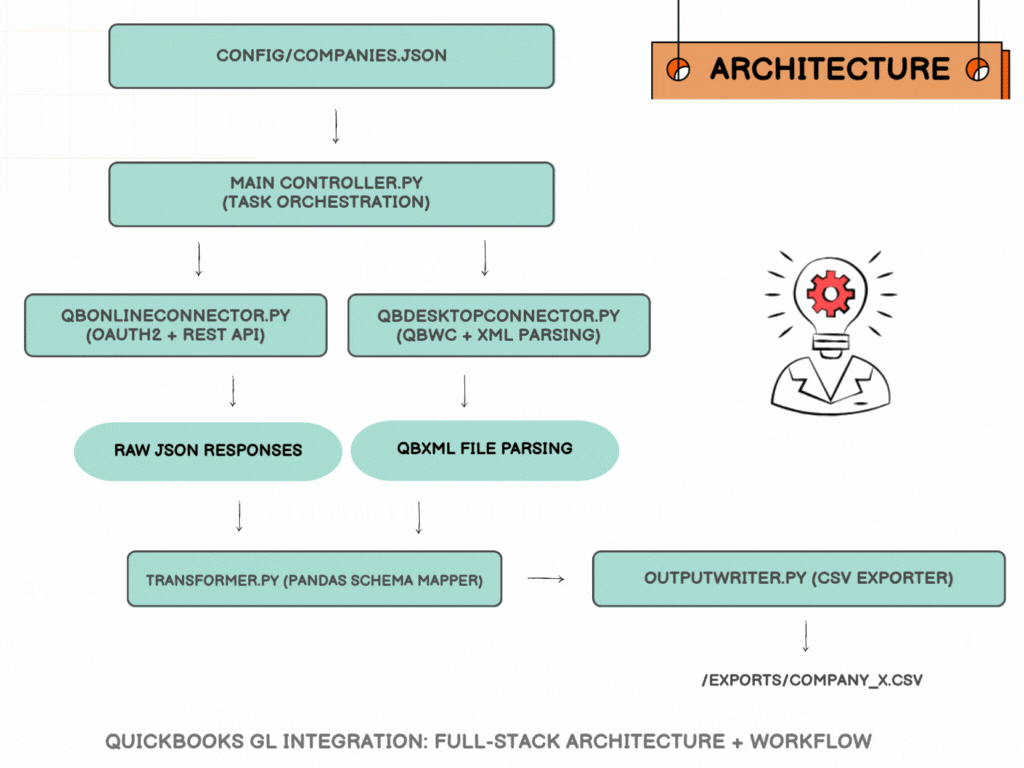 CONFIG/COMPANIES.JSON
ARCHITECTURE
MAIN CONTROLLER.PY
(TASK ORCHESTRATION)
QBONLINECONNECTOR.PY
(OAUTH2 + REST API)
QBDESKTOPCONNECTOR.PY
(QBWC + XML PARSING)
RAW JSON RESPONSES
QBXML FILE PARSING
TRANSFORMER.PY (PANDAS SCHEMA MAPPER)
OUTPUTWRITER.PY (CSV EXPORTER)
/EXPORTS/COMPANY_X.CSV
QUICKBOOKS GL INTEGRATION: FULL-STACK ARCHITECTURE + WORKFLOW